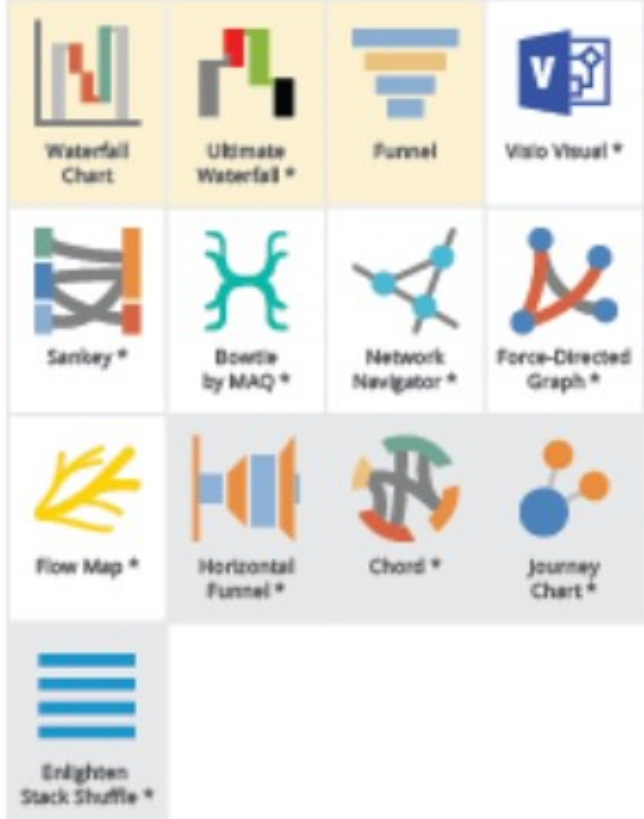 Waterfall
Chart
Ultimate
Waterfall *
Funnel
V
Visio Visual *
Sankey *
Bowtie
by MAQ *
Network
Navigator *
Force-Directed
Graph *
Flow Map *
Horizontal
Funnel *
Chord *
Journey
Chart *
Enlighten
Stack Shuffle *